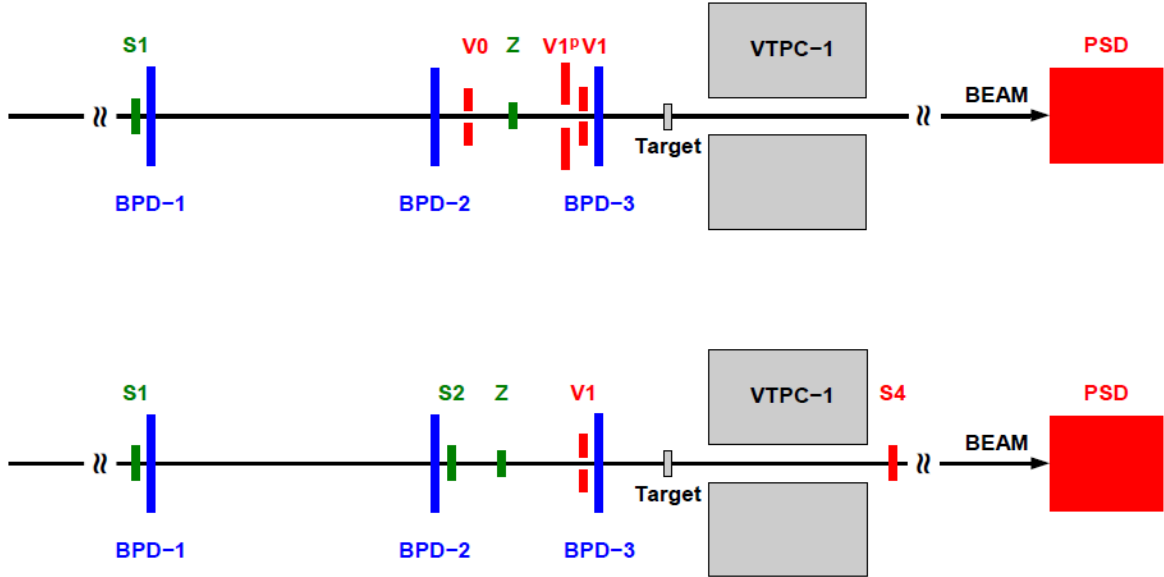 S1 V0 Z V1ᵖ V1 VTPC−1 PSD
BEAM
Target
BPD−1 BPD−2 BPD−3
S1 S2 Z V1 VTPC−1 S4 PSD
BEAM
Target
BPD−1 BPD−2 BPD−3